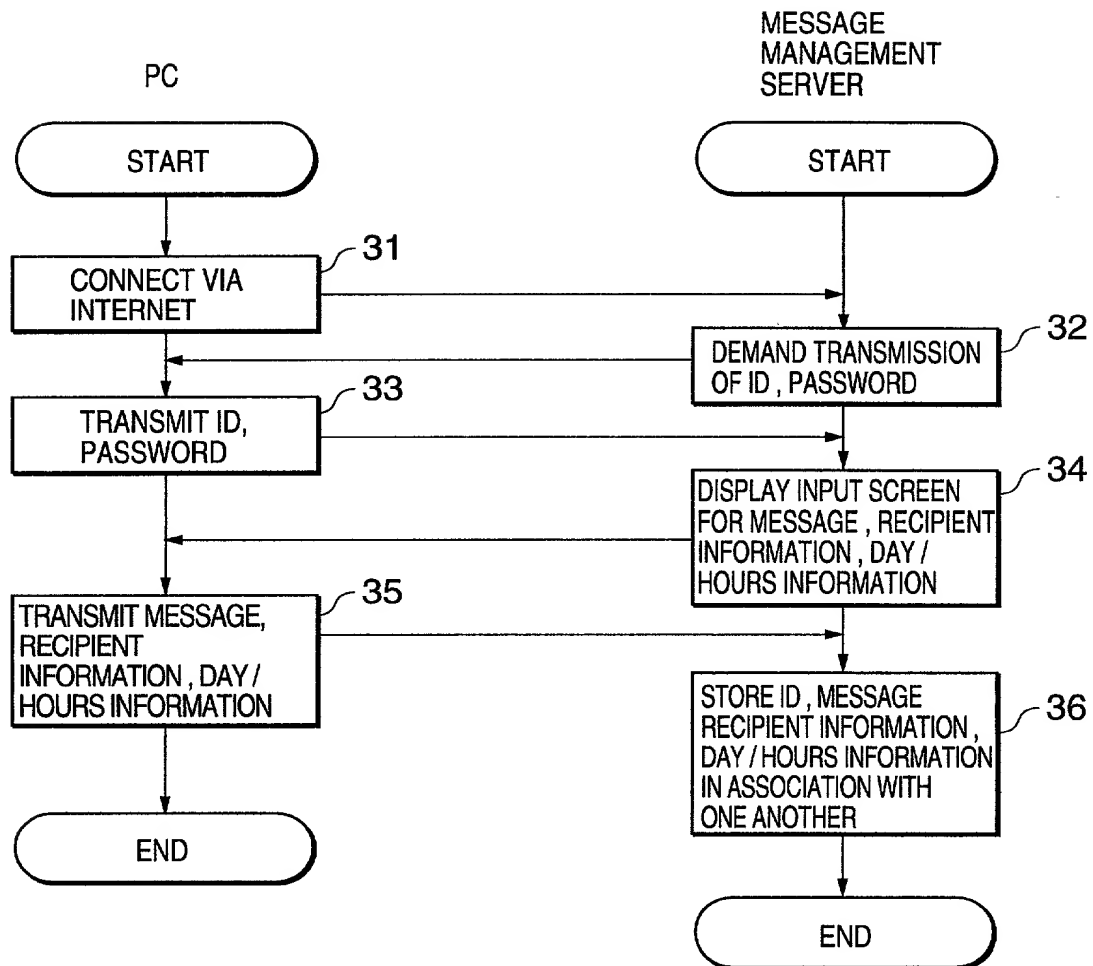 PC
MESSAGE
MANAGEMENT
SERVER
START
START
31
CONNECT VIA
INTERNET
32
DEMAND TRANSMISSION
OF ID , PASSWORD
33
TRANSMIT ID,
PASSWORD
34
DISPLAY INPUT SCREEN
FOR MESSAGE , RECIPIENT
INFORMATION , DAY /
HOURS INFORMATION
35
TRANSMIT MESSAGE,
RECIPIENT
INFORMATION , DAY /
HOURS INFORMATION
36
STORE ID , MESSAGE
RECIPIENT INFORMATION ,
DAY / HOURS INFORMATION
IN ASSOCIATION WITH
ONE ANOTHER
END
END